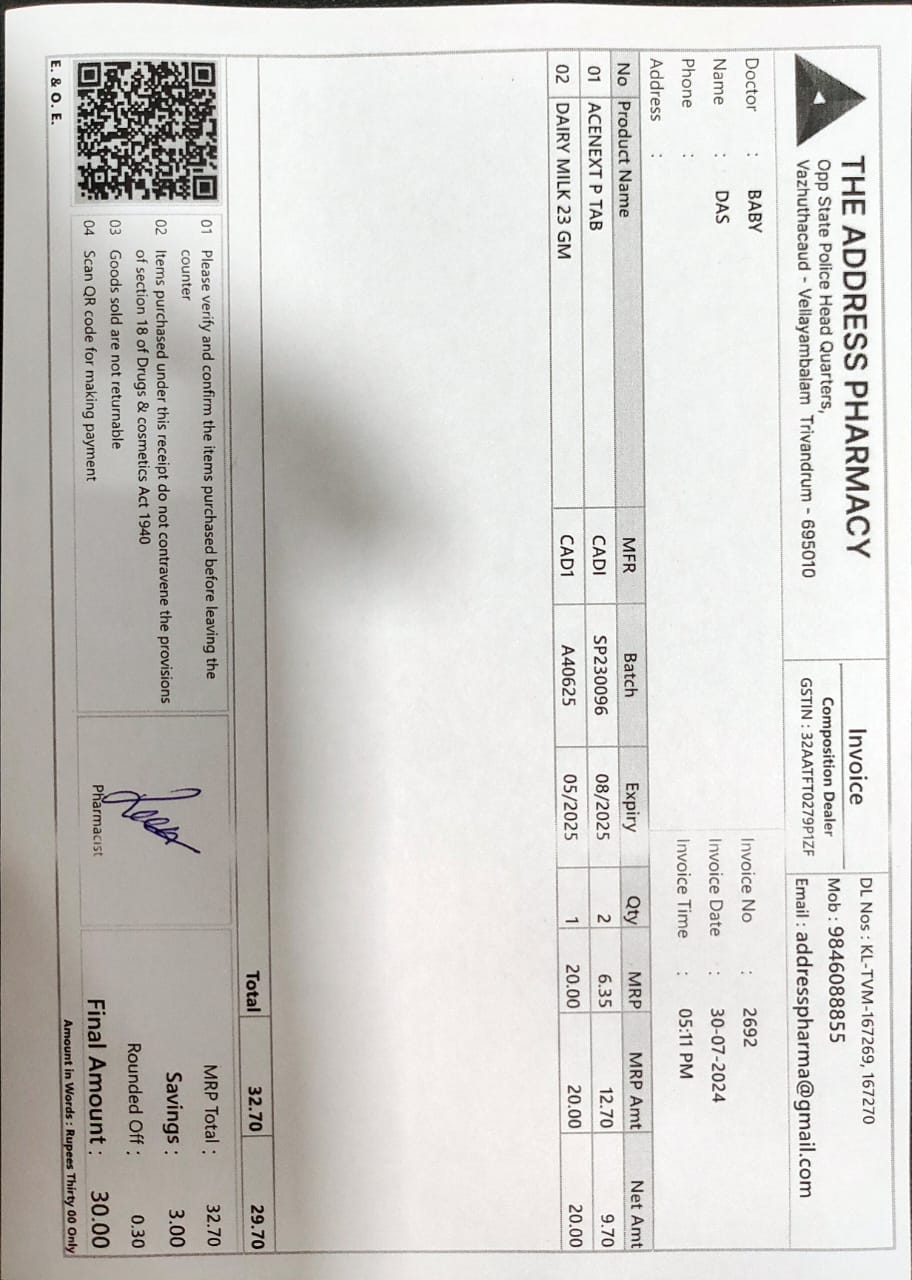 THE ADDRESS PHARMACY
Opp State Police Head Quarters,
Vazhuthacaud - Vellayambalam Trivandrum - 695010
Invoice
Composition Dealer
GSTIN : 32AATFT0279P1ZF
DL Nos : KL-TVM-167269, 167270
Mob : 9846088855
Email : addresspharma@gmail.com
Doctor : BABY
Name : DAS
Phone :
Address :
Invoice No : 2692
Invoice Date : 30-07-2024
Invoice Time : 05:11 PM
No Product Name MFR Batch Expiry Qty MRP MRP Amt Net Amt
01 ACENEXT P TAB CADI SP230096 08/2025 2 6.35 12.70 9.70
02 DAIRY MILK 23 GM CAD1 A40625 05/2025 1 20.00 20.00 20.00
Total 32.70 29.70
01 Please verify and confirm the items purchased before leaving the
counter
02 Items purchased under this receipt do not contravene the provisions
of section 18 of Drugs & cosmetics Act 1940
03 Goods sold are not returnable
04 Scan QR code for making payment
Pharmacist
MRP Total : 32.70
Savings : 3.00
Rounded Off : 0.30
Final Amount : 30.00
Amount in Words : Rupees Thirty 00 Only
E. & O. E.